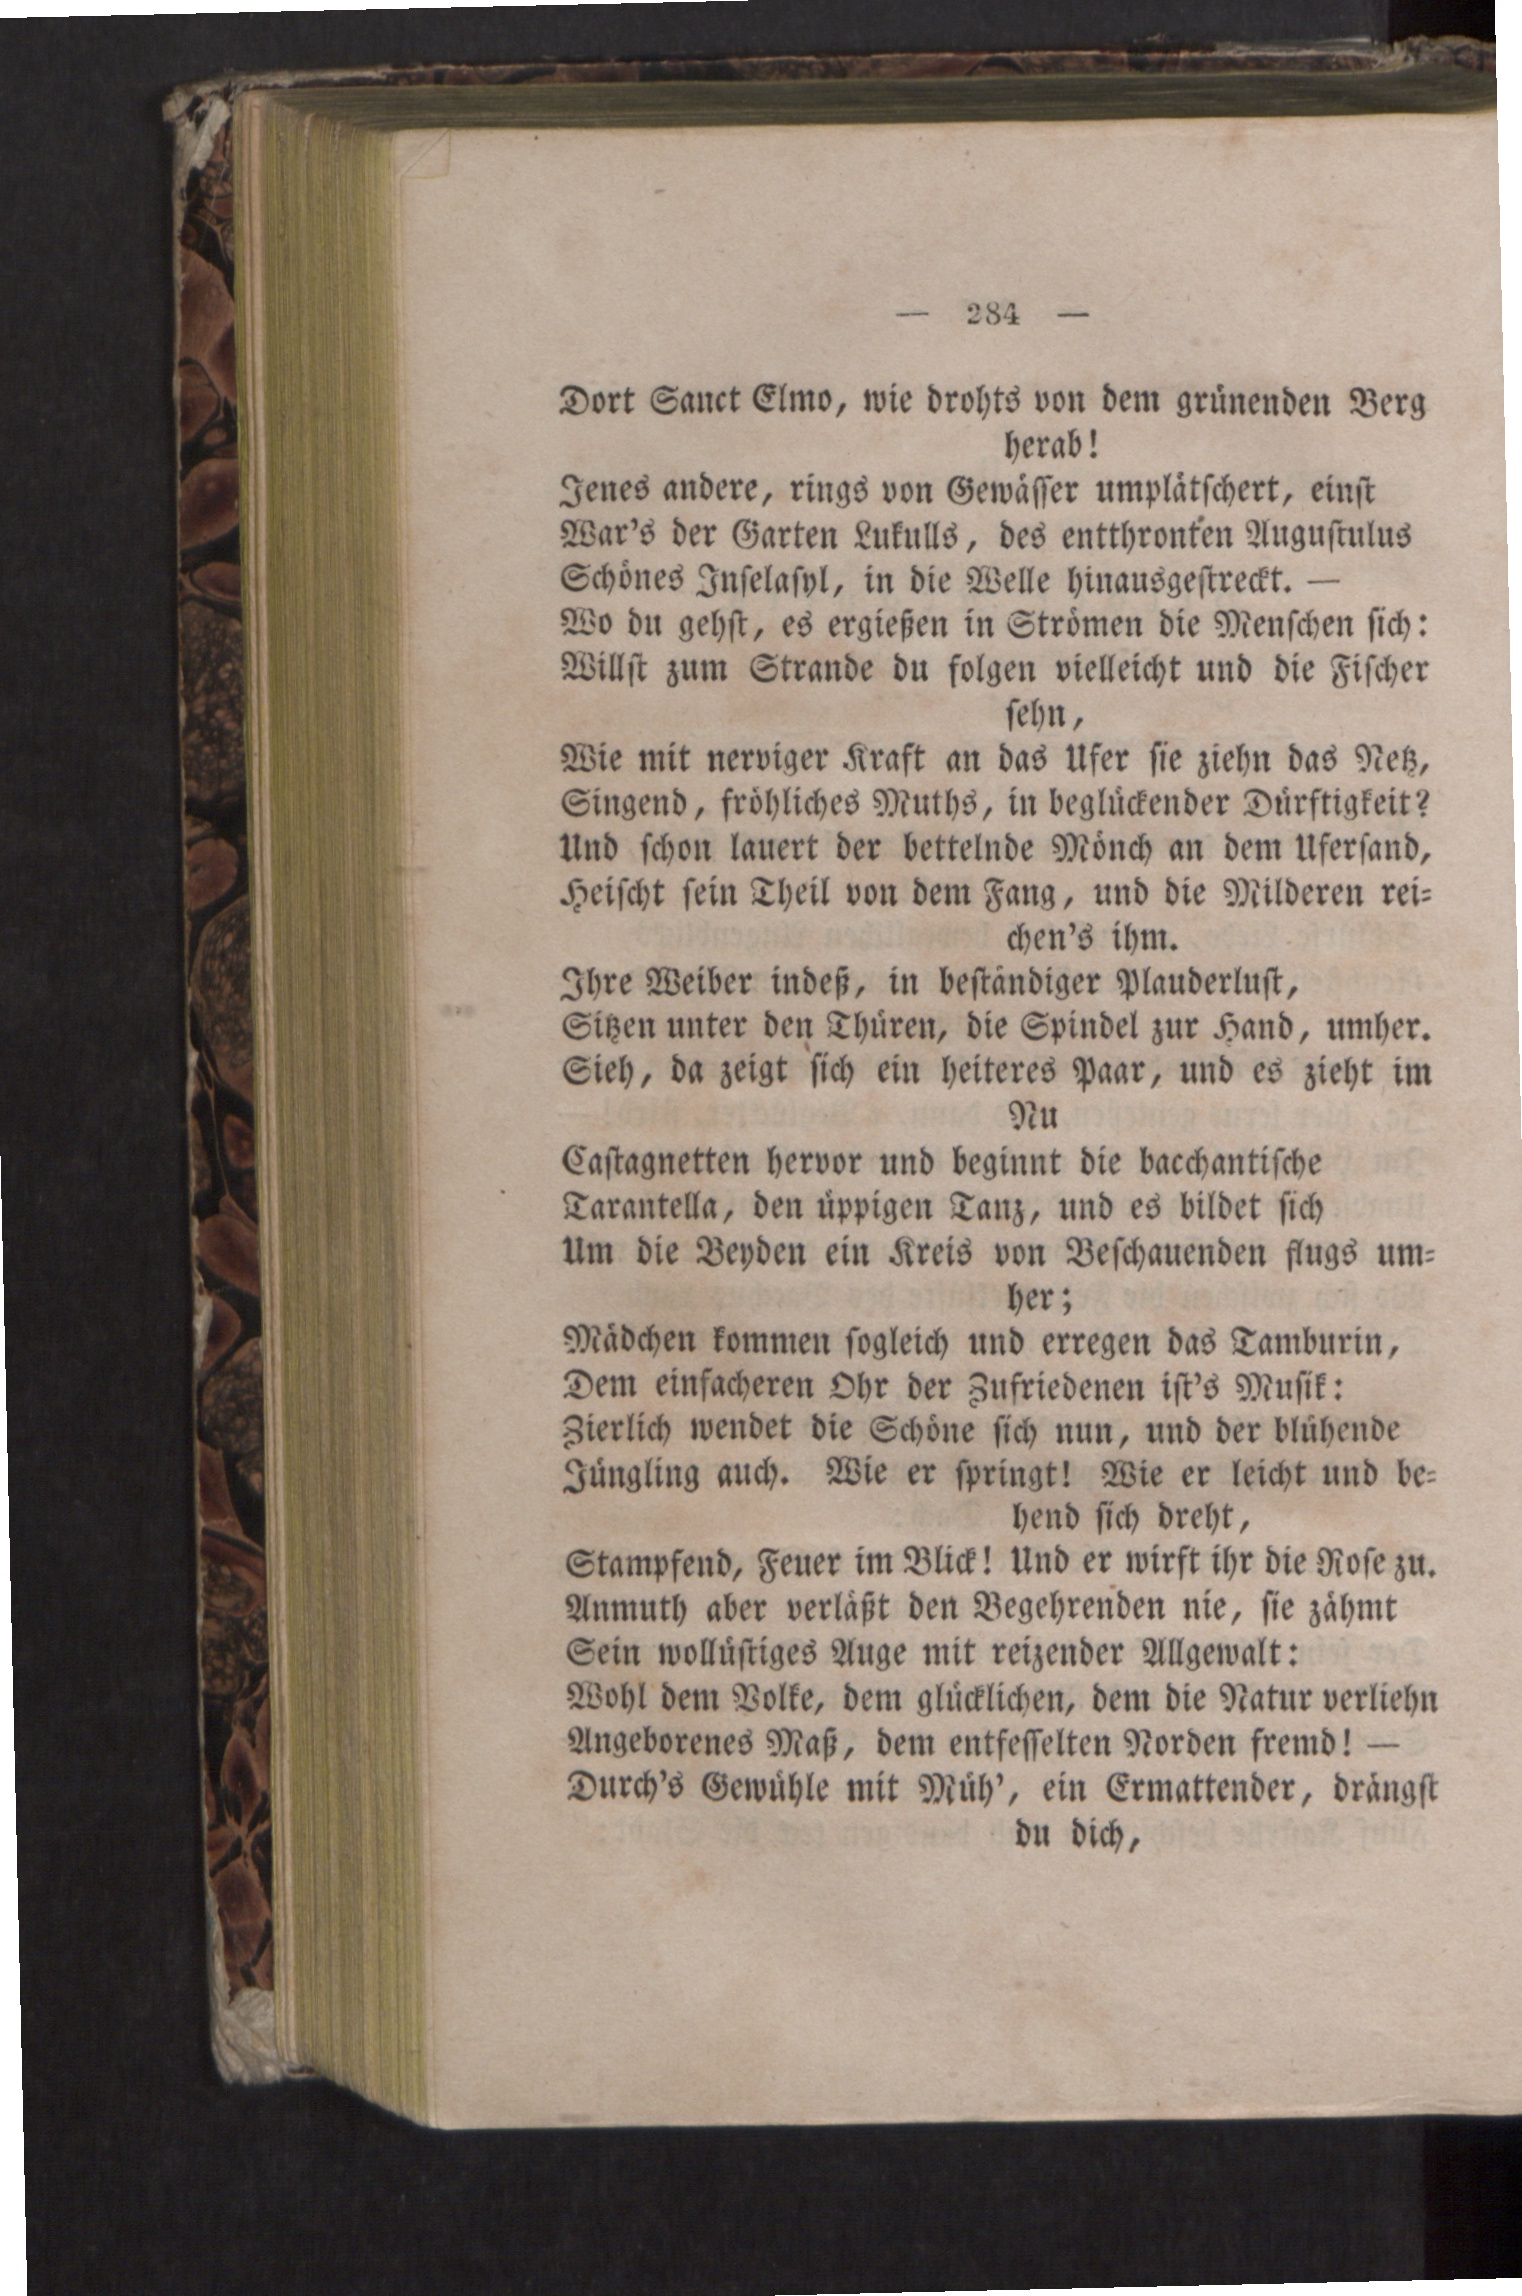 — 284 —
Dort Sanct Elmo, wie drohts von dem grünenden Berg
herab!
Jenes andere, rings von Gewässer umplätschert, einst
War's der Garten Lukulls, des entthronten Augustulus
Schönes Inselasyl, in die Welle hinausgestreckt. —
Wo du gehst, es ergießen in Strömen die Menschen sich:
Willst zum Strande du folgen vielleicht und die Fischer
sehn,
Wie mit nerviger Kraft an das Ufer sie ziehn das Netz,
Singend, fröhliches Muths, in beglückender Dürftigkeit?
Und schon lauert der bettelnde Mönch an dem Ufersand,
Heischt sein Theil von dem Fang, und die Milderen rei-
chen's ihm.
Ihre Weiber indeß, in beständiger Plauderlust,
Sitzen unter den Thüren, die Spindel zur Hand, umher.
Sieh, da zeigt sich ein heiteres Paar, und es zieht im
Nu
Castagnetten hervor und beginnt die bacchantische
Tarantella, den üppigen Tanz, und es bildet sich
Um die Beyden ein Kreis von Beschauenden flugs um-
her;
Mädchen kommen sogleich und erregen das Tamburin,
Dem einfacheren Ohr der Zufriedenen ist's Musik:
Zierlich wendet die Schöne sich nun, und der blühende
Jüngling auch. Wie er springt! Wie er leicht und be-
hend sich dreht,
Stampfend, Feuer im Blick! Und er wirft ihr die Rose zu.
Anmuth aber verläßt den Begehrenden nie, sie zähmt
Sein wollüstiges Auge mit reizender Allgewalt:
Wohl dem Volke, dem glücklichen, dem die Natur verliehn
Angeborenes Maß, dem entfesselten Norden fremd! —
Durch's Gewühle mit Müh', ein Ermattender, drängst
du dich,